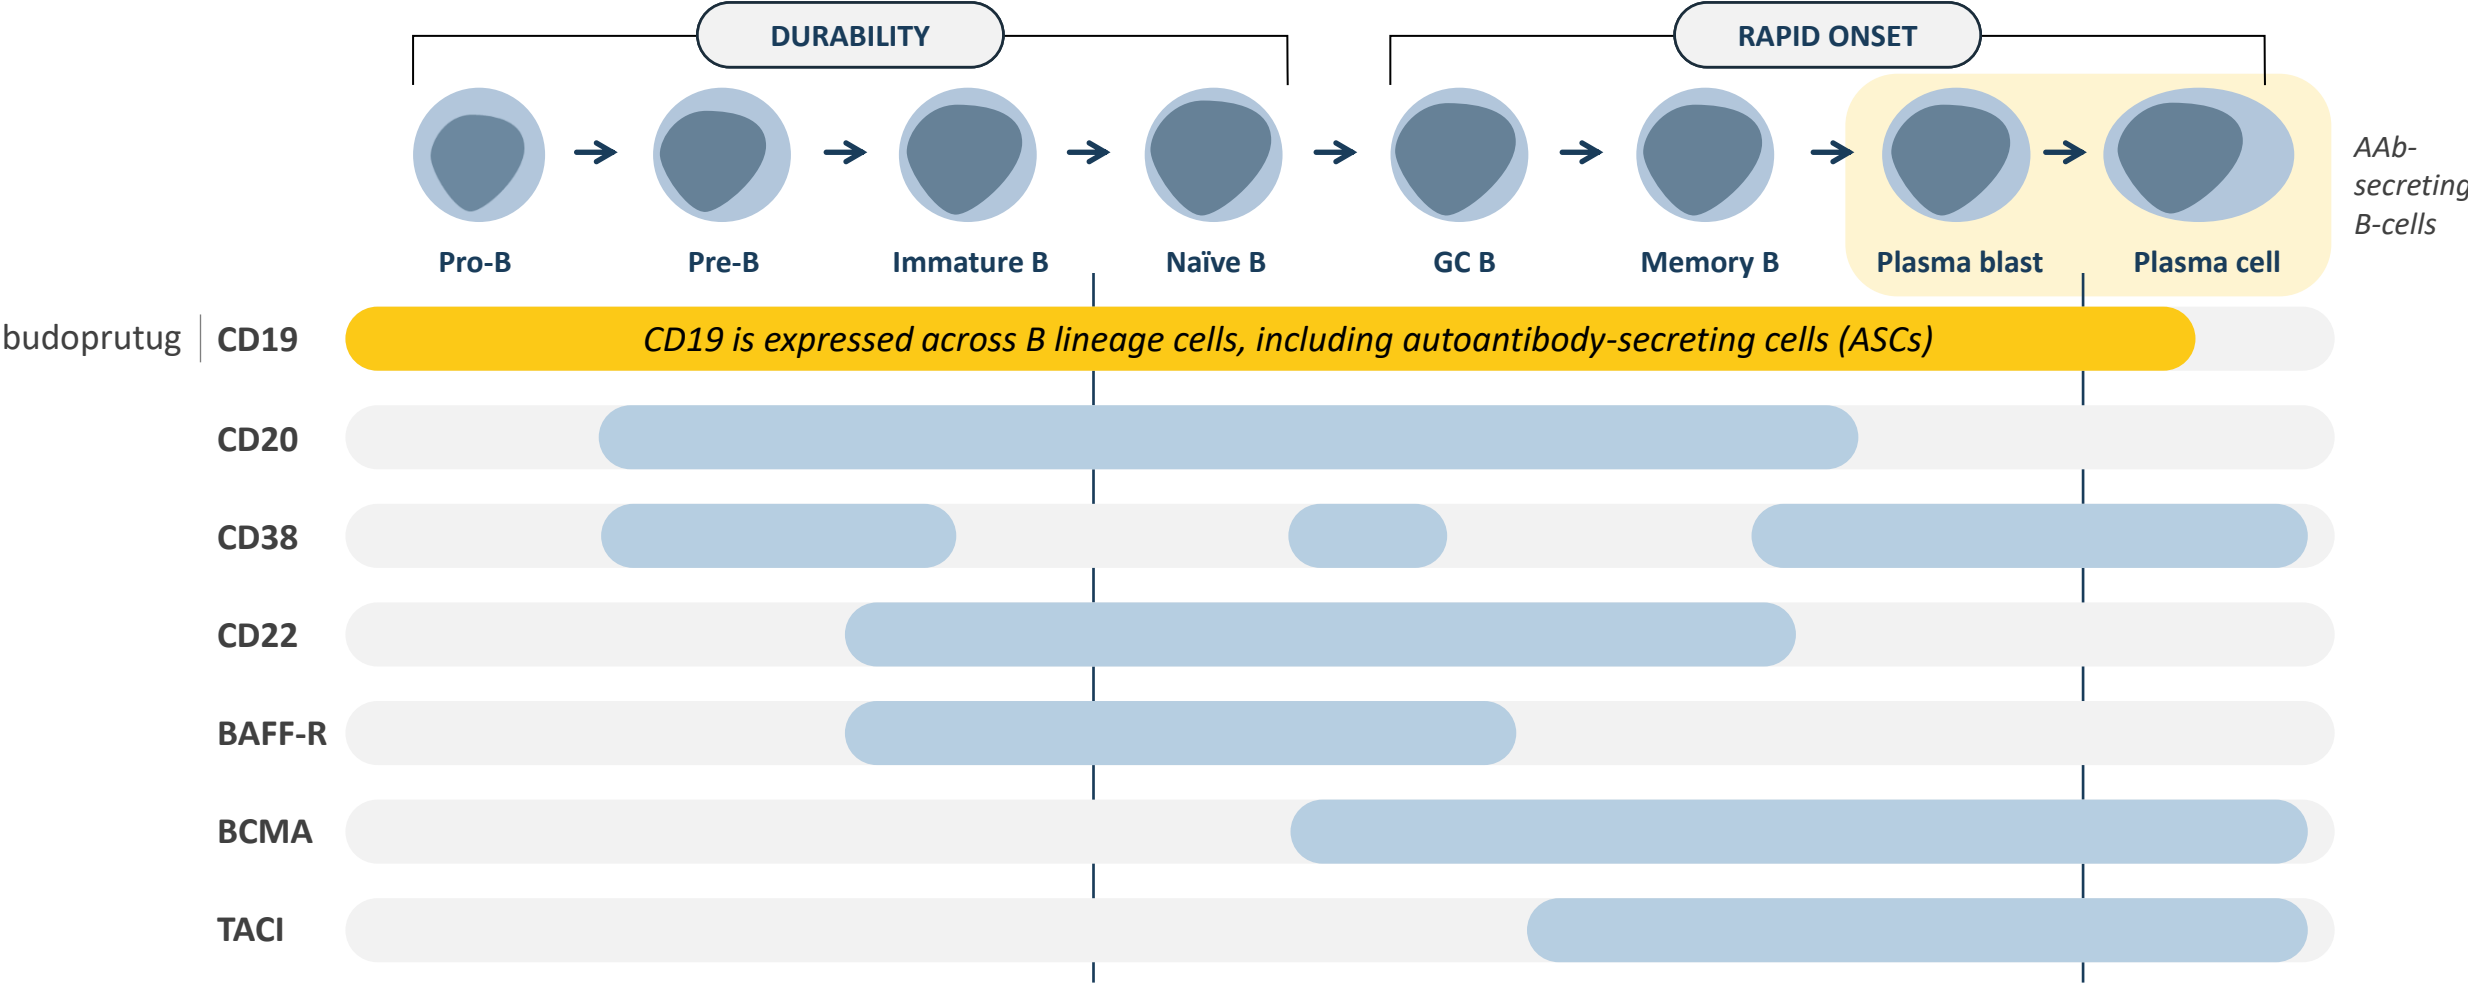 DURABILITY
RAPID ONSET
AAb-
secreting
B-cells
Pro-B
Pre-B
Immature B
Naïve B
GC B
Memory B
Plasma blast
Plasma cell
budoprutug
CD19
CD19 is expressed across B lineage cells, including autoantibody-secreting cells (ASCs)
CD20
CD38
CD22
BAFF-R
BCMA
TACI